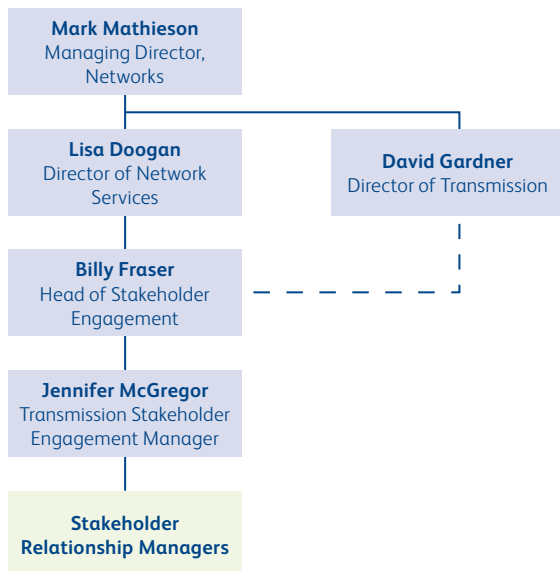 Mark Mathieson
Managing Director,
Networks
Lisa Doogan
Director of Network
Services
David Gardner
Director of Transmission
Billy Fraser
Head of Stakeholder
Engagement
Jennifer McGregor
Transmission Stakeholder
Engagement Manager
Stakeholder
Relationship Managers